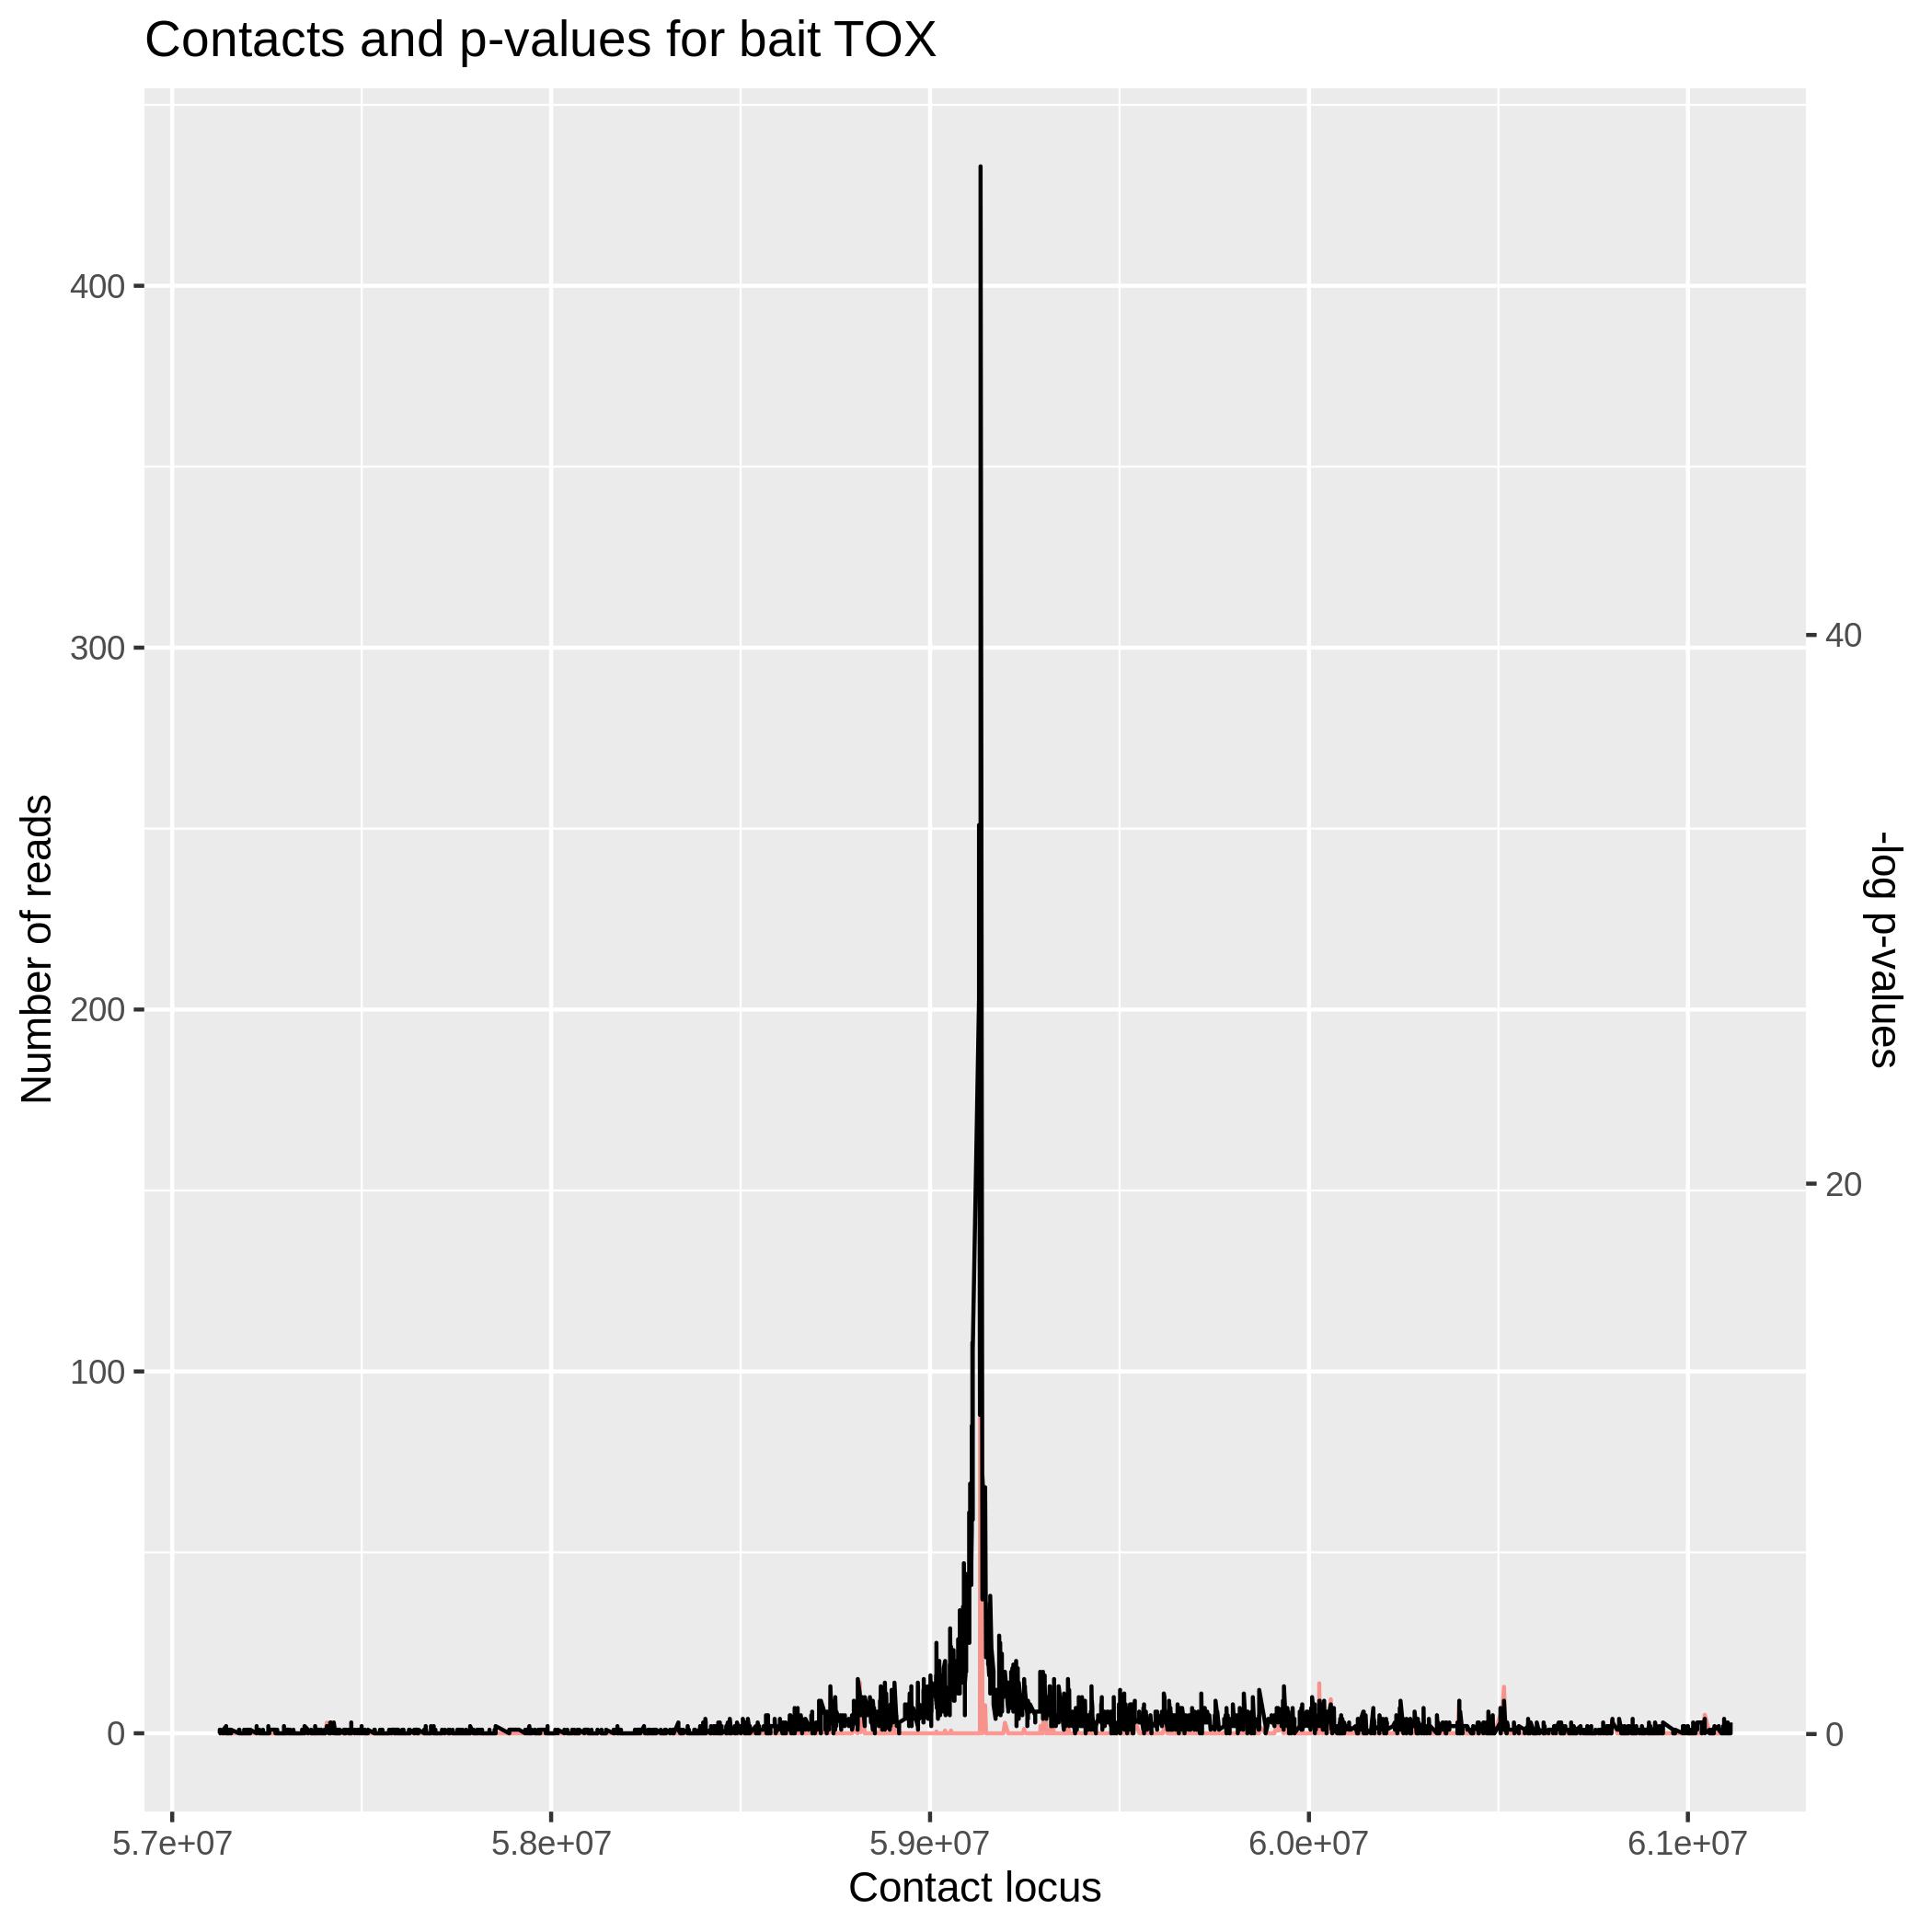 Contacts and p-values for bait TOX
Number of reads
400
300
200
100
0
40
20
0
-log p-values
5.7e+07
5.8e+07
5.9e+07
6.0e+07
6.1e+07
Contact locus